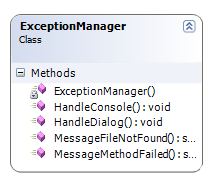 ExceptionManager
Class
Methods
ExceptionManager()
HandleConsole() : void
HandleDialog() : void
MessageFileNotFound() : s...
MessageMethodFailed() : s...